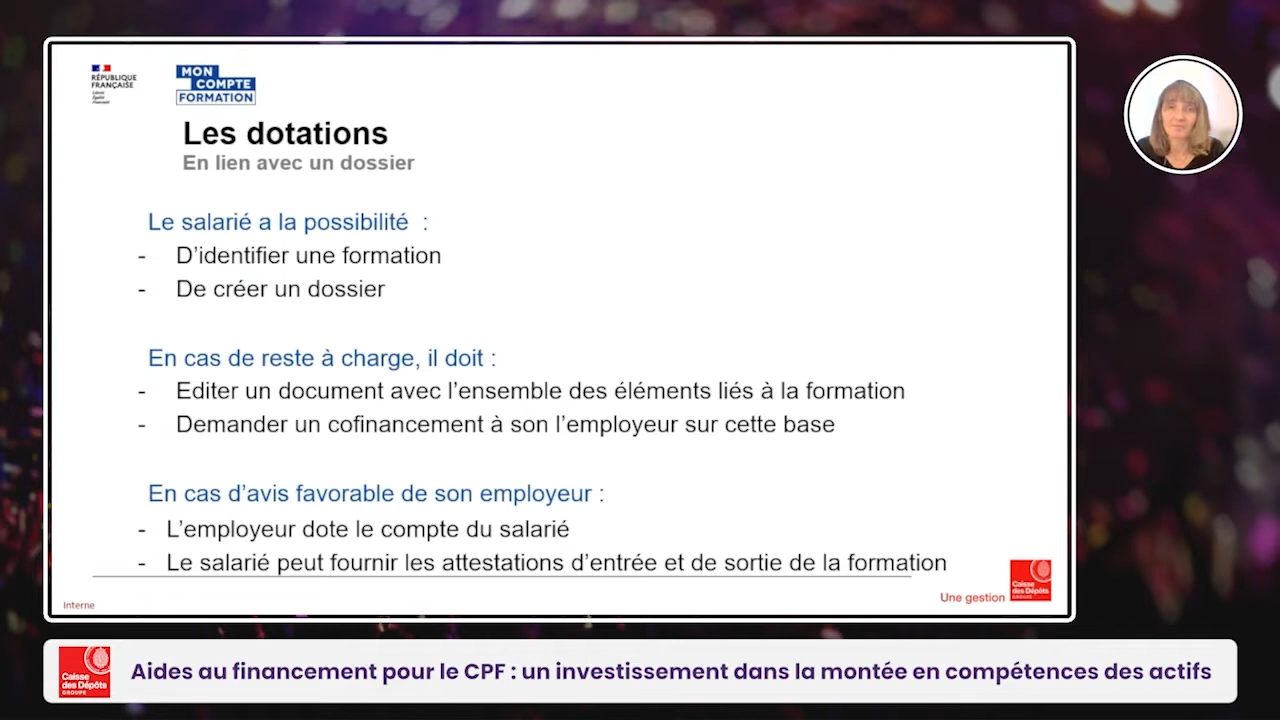 RÉPUBLIQUE
FRANÇAISE
Liberté
Égalité
Fraternité
MON
COMPTE
FORMATION
Les dotations
En lien avec un dossier
Le salarié a la possibilité :
- D’identifier une formation
- De créer un dossier
En cas de reste à charge, il doit :
- Editer un document avec l’ensemble des éléments liés à la formation
- Demander un cofinancement à son l’employeur sur cette base
En cas d’avis favorable de son employeur :
- L’employeur dote le compte du salarié
- Le salarié peut fournir les attestations d’entrée et de sortie de la formation
Interne
Une gestion
Caisse
des Dépôts
GROUPE
Caisse
des Dépôts
GROUPE
Aides au financement pour le CPF : un investissement dans la montée en compétences des actifs